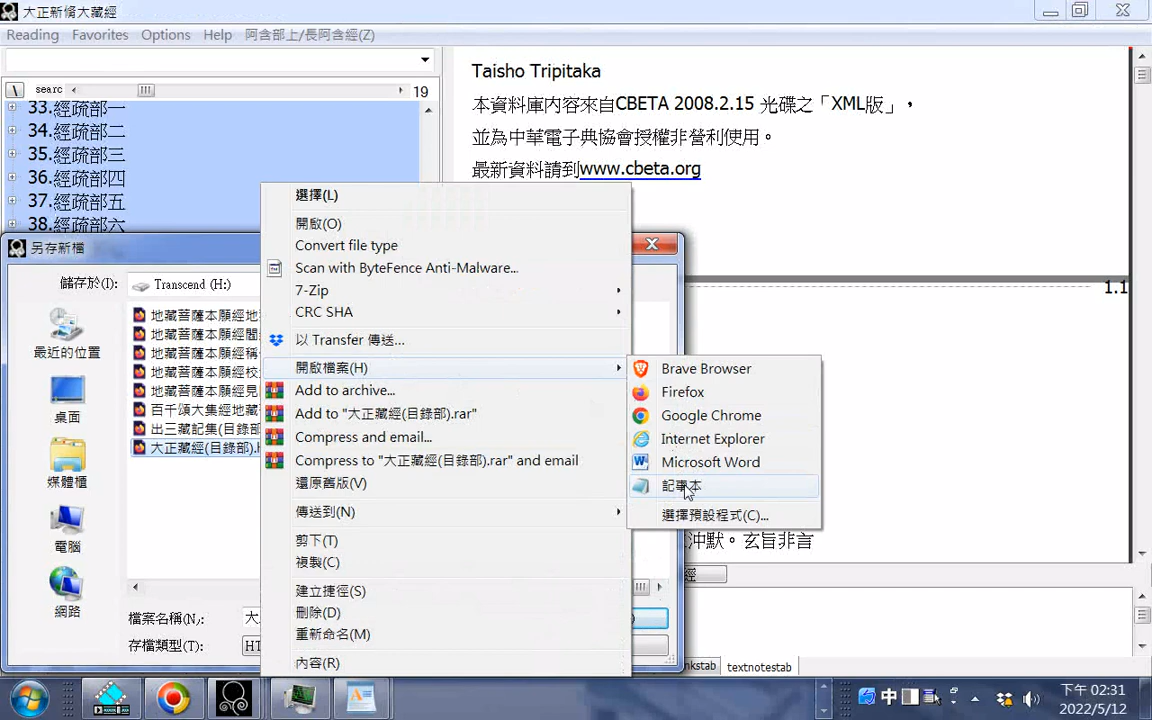 大正新脩大藏經
Reading Favorites Options Help 阿含部上/長阿含經(Z)
\ searc 19
33.經疏部一
34.經疏部二
35.經疏部三
36.經疏部四
37.經疏部五
38.經疏部六
Taisho Tripitaka
本資料庫內容來自CBETA 2008.2.15 光碟之「XML版」，
並為中華電子典協會授權非營利使用。
最新資料請到www.cbeta.org
1.1
沖默。玄旨非言
經
另存新檔
儲存於(I):
Transcend (H:)
最近的位置
桌面
媒體櫃
電腦
網路
地藏菩薩本願經地
地藏菩薩本願經閻
地藏菩薩本願經稱
地藏菩薩本願經校
地藏菩薩本願經見
百千頌大集經地藏
出三藏記集(目錄部)
大正藏經(目錄部).h
檔案名稱(N):
大
存檔類型(T):
HT
選擇(L)
開啟(O)
Convert file type
Scan with ByteFence Anti-Malware...
7-Zip
CRC SHA
以 Transfer 傳送...
開啟檔案(H)
Add to archive...
Add to "大正藏經(目錄部).rar"
Compress and email...
Compress to "大正藏經(目錄部).rar" and email
還原舊版(V)
傳送到(N)
剪下(T)
複製(C)
建立捷徑(S)
刪除(D)
重新命名(M)
內容(R)
Brave Browser
Firefox
Google Chrome
Internet Explorer
Microsoft Word
記事本
選擇預設程式(C)...
nkstab textnotestab
中
下午 02:31
2022/5/12